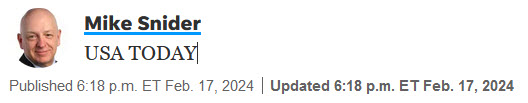 Mike Snider
USA TODAY
Published 6:18 p.m. ET Feb. 17, 2024 | Updated 6:18 p.m. ET Feb. 17, 2024